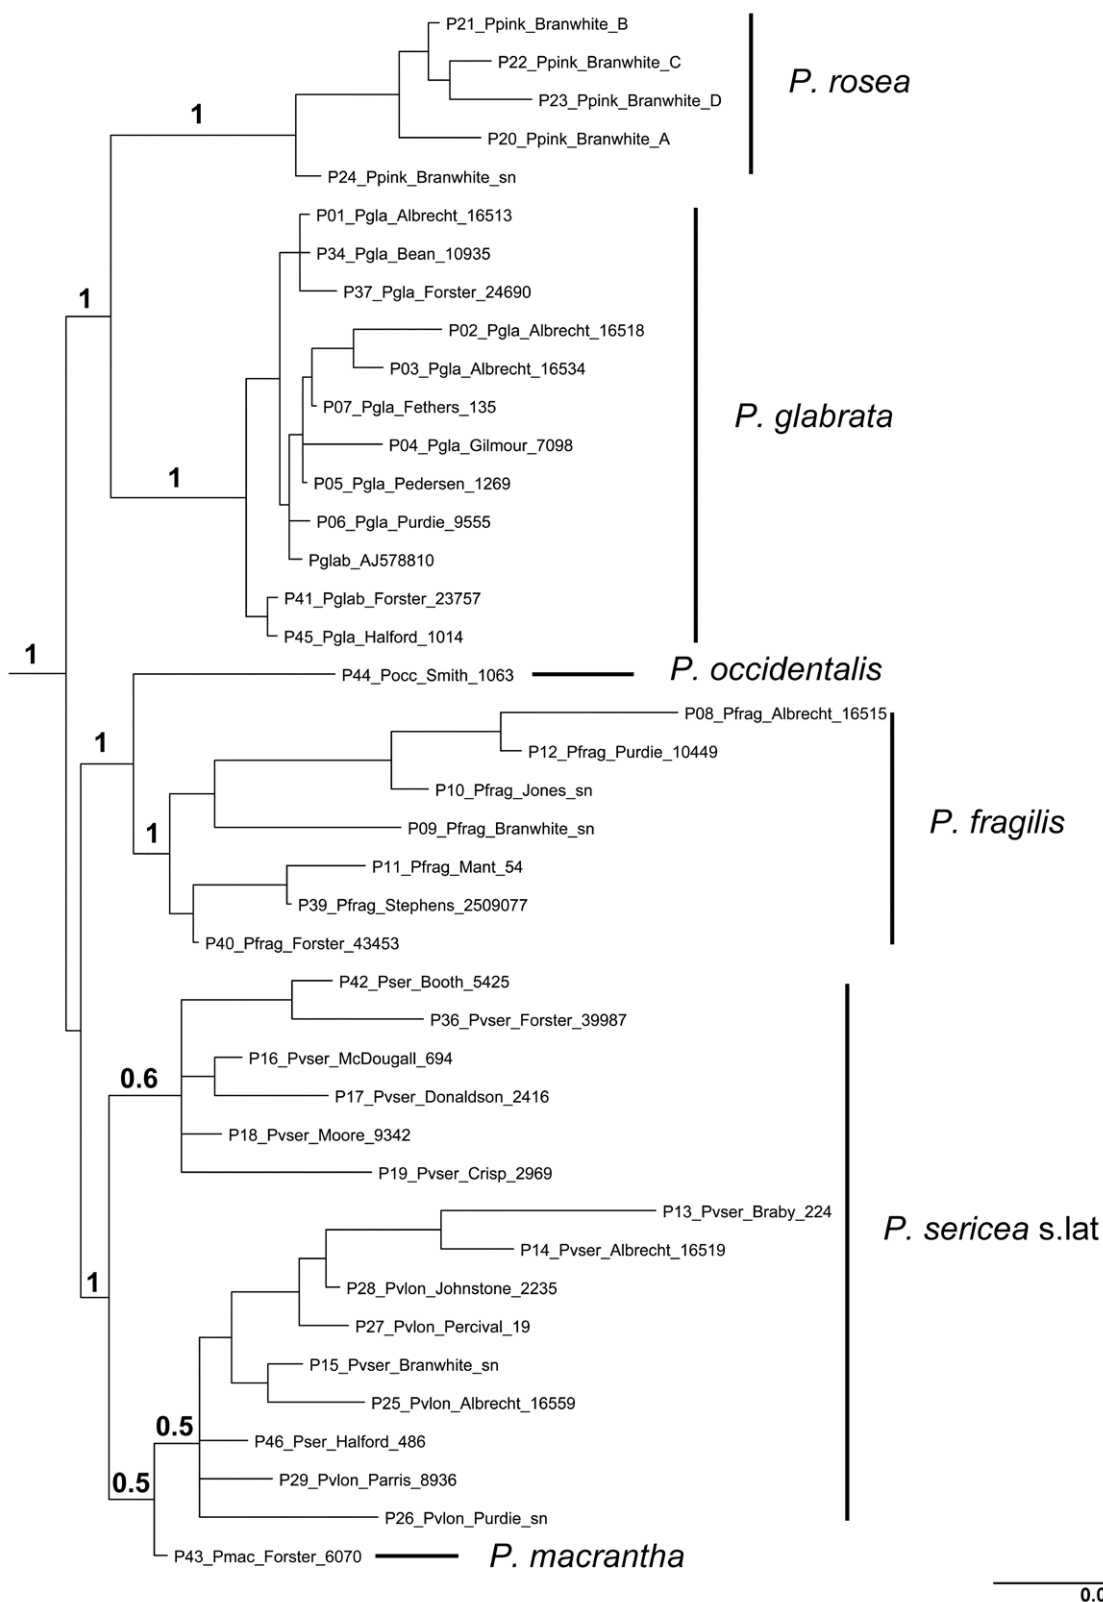 P21_Ppink_Branwhite_B
P22_Ppink_Branwhite_C
P. rosea
P23_Ppink_Branwhite_D
1
P20_Ppink_Branwhite_A
P24_Ppink_Branwhite_sn
P01_Pgla_Albrecht_16513
P34_Pgla_Bean_10935
P37_Pgla_Forster_24690
1
P02_Pgla_Albrecht_16518
P03_Pgla_Albrecht_16534
P07_Pgla_Fethers_135
P. glabrata
P04_Pgla_Gilmour_7098
1
P05_Pgla_Pedersen_1269
P06_Pgla_Purdie_9555
Pglab_AJ578810
P41_Pglab_Forster_23757
P45_Pgla_Halford_1014
1
P44_Pocc_Smith_1063
P. occidentalis
P08_Pfrag_Albrecht_16515
1
P12_Pfrag_Purdie_10449
P10_Pfrag_Jones_sn
P. fragilis
1
P09_Pfrag_Branwhite_sn
P11_Pfrag_Mant_54
P39_Pfrag_Stephens_2509077
P40_Pfrag_Forster_43453
P42_Pser_Booth_5425
P36_Pvser_Forster_39987
P16_Pvser_McDougall_694
0.6
P17_Pvser_Donaldson_2416
P18_Pvser_Moore_9342
P19_Pvser_Crisp_2969
P13_Pvser_Braby_224
P. sericea s.lat
P14_Pvser_Albrecht_16519
1
P28_Pvlon_Johnstone_2235
P27_Pvlon_Percival_19
P15_Pvser_Branwhite_sn
P25_Pvlon_Albrecht_16559
0.5
P46_Pser_Halford_486
0.5
P29_Pvlon_Parris_8936
P26_Pvlon_Purdie_sn
P43_Pmac_Forster_6070
P. macrantha
0.0